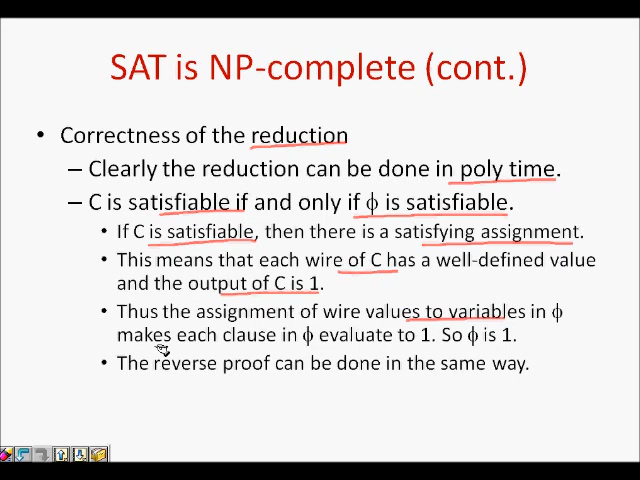 SAT is NP-complete (cont.)
• Correctness of the reduction
– Clearly the reduction can be done in poly time.
– C is satisfiable if and only if ϕ is satisfiable.
• If C is satisfiable, then there is a satisfying assignment.
• This means that each wire of C has a well-defined value
and the output of C is 1.
• Thus the assignment of wire values to variables in ϕ
makes each clause in ϕ evaluate to 1. So ϕ is 1.
• The reverse proof can be done in the same way.